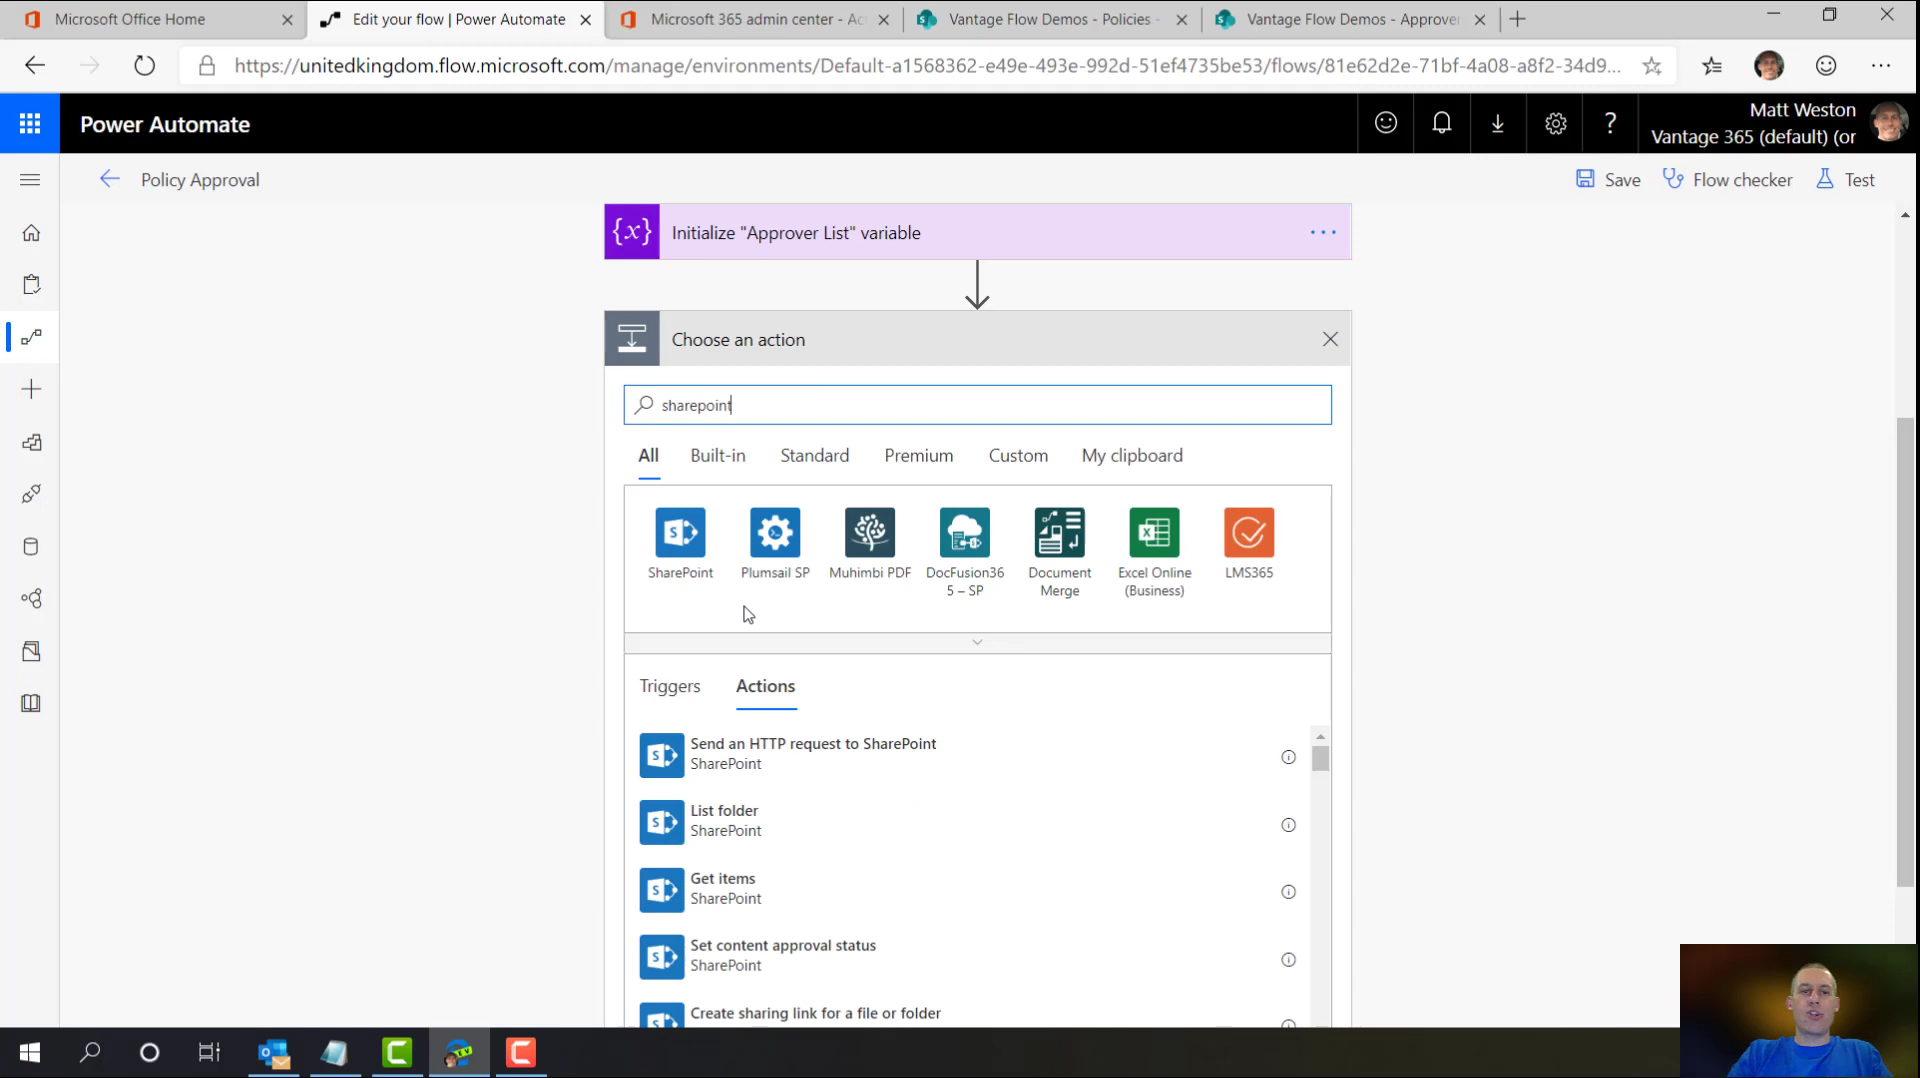 Microsoft Office Home
Edit your flow | Power Automate
Microsoft 365 admin center - Ac
Vantage Flow Demos - Policies -
Vantage Flow Demos - Approver
https://unitedkingdom.flow.microsoft.com/manage/environments/Default-a1568362-e49e-493e-992d-51ef4735be53/flows/81e62d2e-71bf-4a08-a8f2-34d9...
Power Automate
Matt Weston
Vantage 365 (default) (or
Policy Approval
Save
Flow checker
Test
{x}
Initialize "Approver List" variable
Choose an action
sharepoint
All
Built-in
Standard
Premium
Custom
My clipboard
SharePoint
Plumsail SP
Muhimbi PDF
DocFusion36
5 – SP
Document
Merge
Excel Online
(Business)
LMS365
Triggers
Actions
Send an HTTP request to SharePoint
SharePoint
List folder
SharePoint
Get items
SharePoint
Set content approval status
SharePoint
Create sharing link for a file or folder